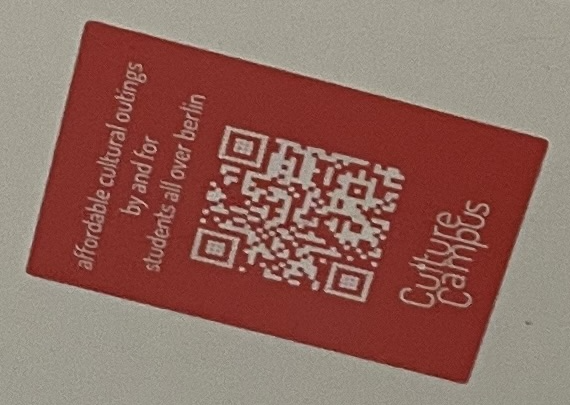 affordable cultural outings
by and for
students all over berlin
Culture
Campus